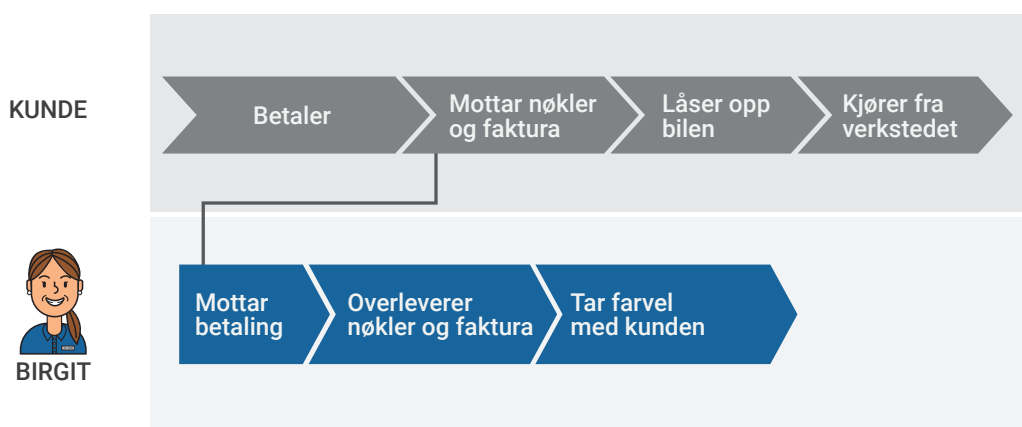 KUNDE
Betaler
Mottar nøkler
og faktura
Låser opp
bilen
Kjører fra
verkstedet
BIRGIT
Mottar
betaling
Overleverer
nøkler og faktura
Tar farvel
med kunden